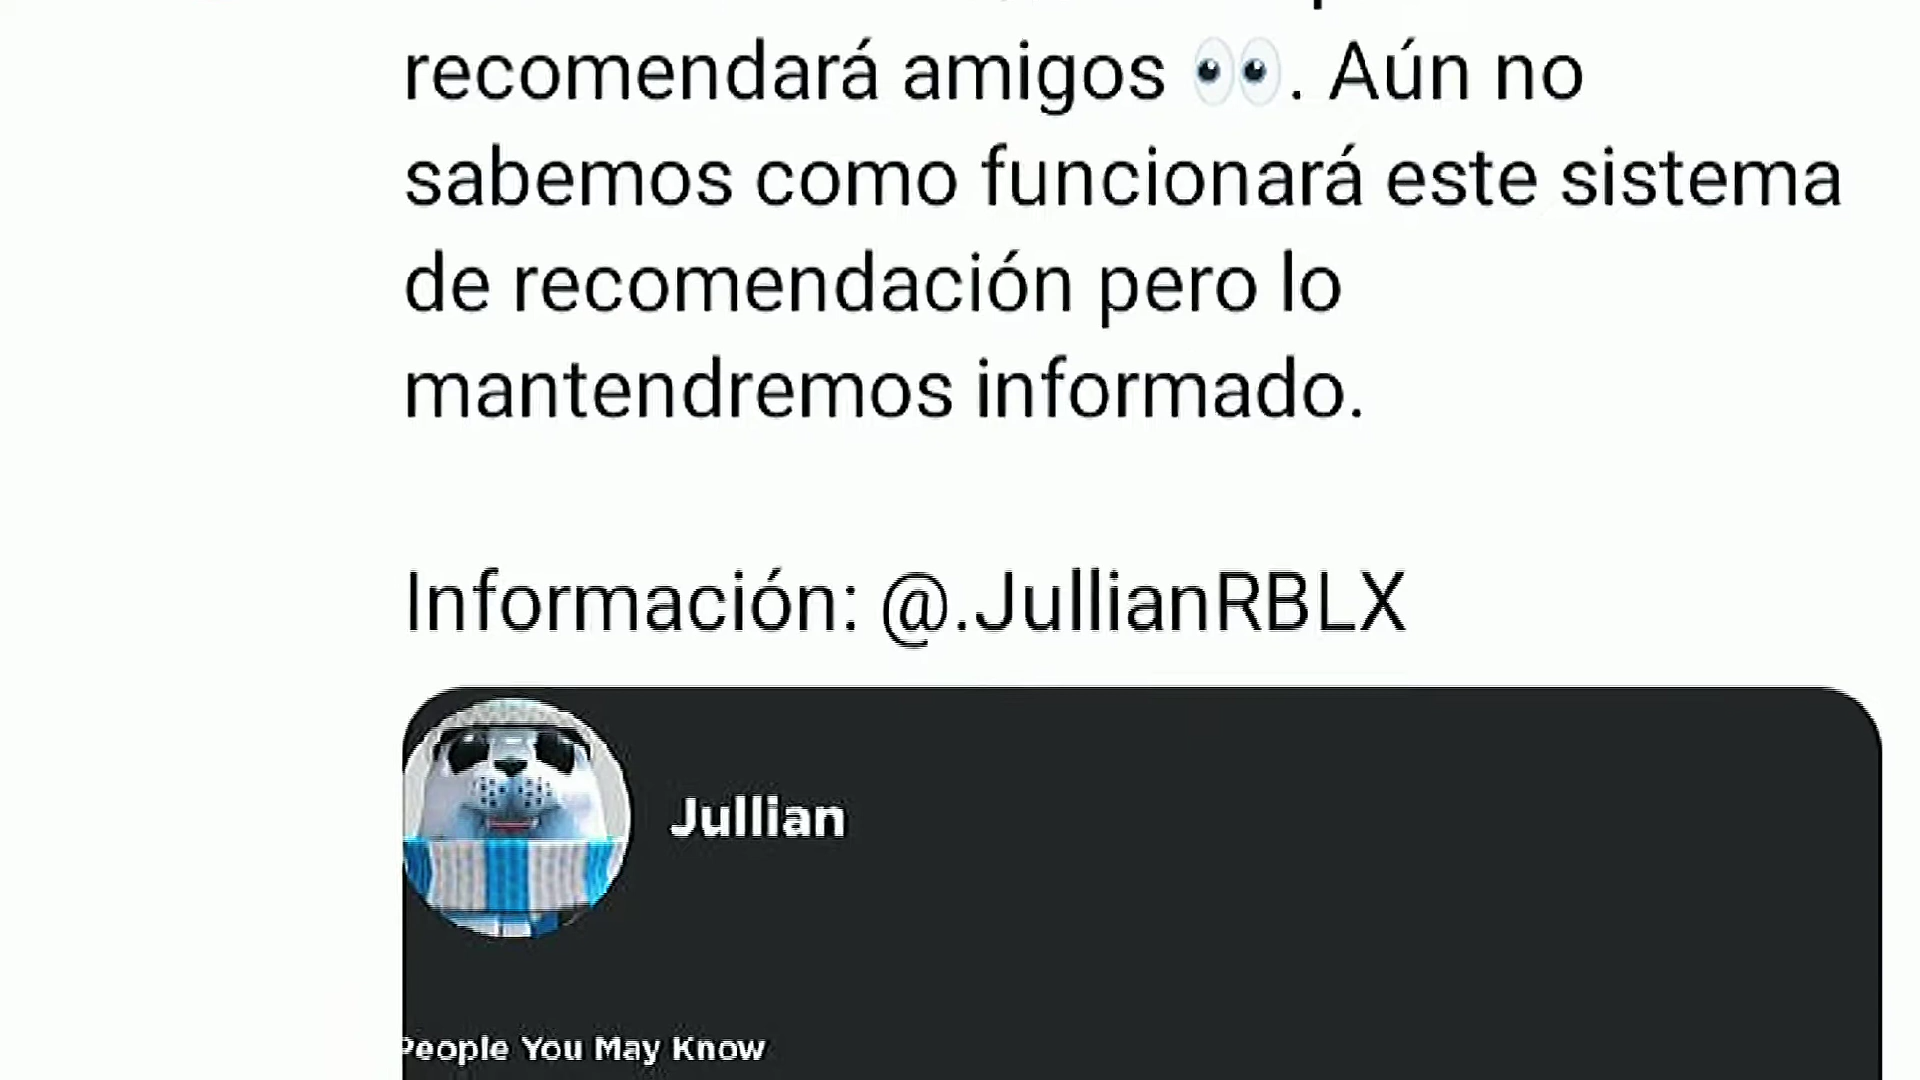 recomendará amigos 👀. Aún no
sabemos como funcionará este sistema
de recomendación pero lo
mantendremos informado.
Información: @.JullianRBLX
Jullian
People You May Know